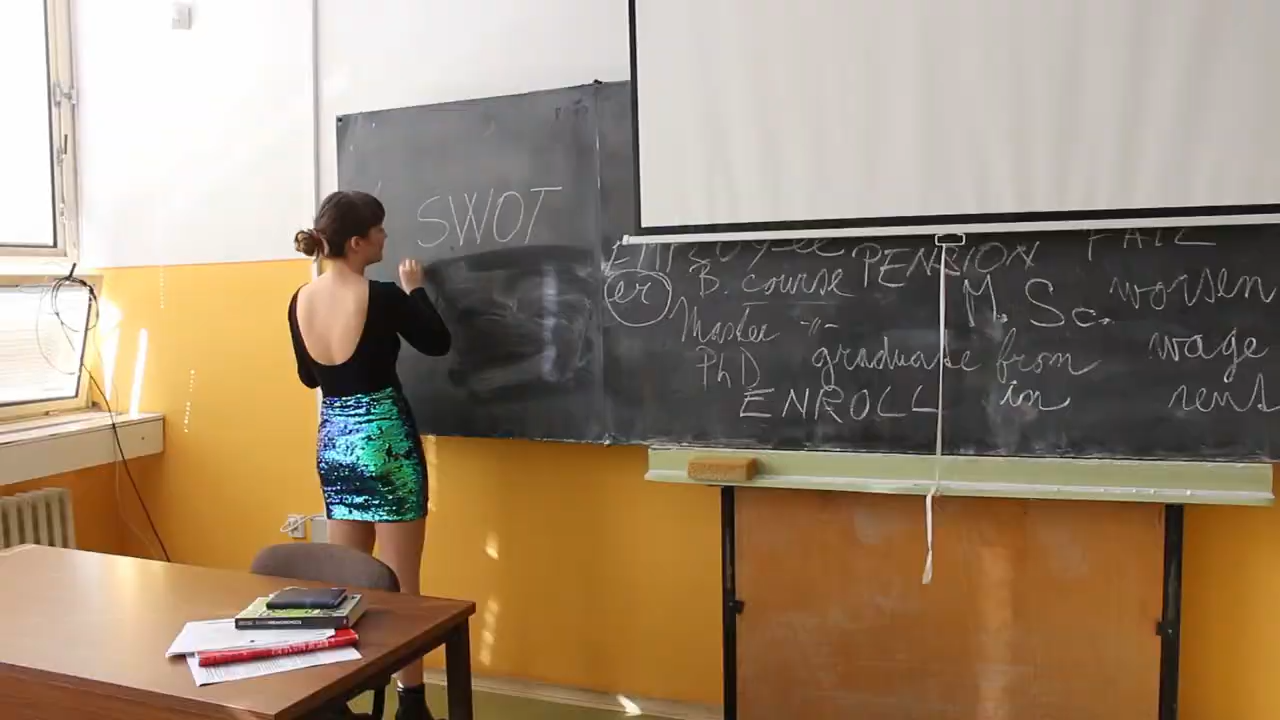 SWOT
EMPLOYEE PENSION FAIL
er B. course M. Sc. worsen
Master -"- wage
PhD graduate from
ENROLL in rent